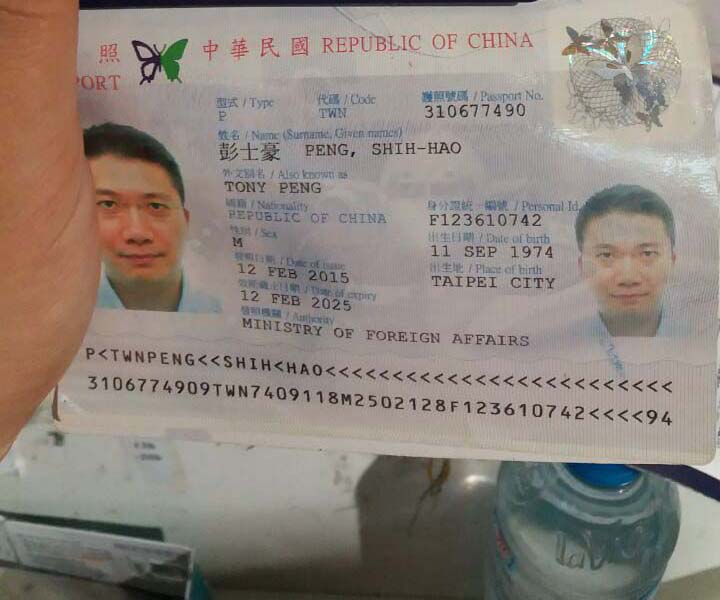 照 中華民國 REPUBLIC OF CHINA
PORT
型式 / Type 代碼 / Code 護照號碼 / Passport No.
P TWN 310677490
姓名 / Name (Surname, Given names)
彭士豪 PENG, SHIH-HAO
外文別名 / Also known as
TONY PENG
國籍 / Nationality 身分證統一編號 / Personal Id.
REPUBLIC OF CHINA F123610742
性別 / Sex 出生日期 / Date of birth
M 11 SEP 1974
發照日期 / Date of issue 出生地 / Place of birth
12 FEB 2015 TAIPEI CITY
效期截止日期 / Date of expiry
12 FEB 2025
發照機關 / Authority
MINISTRY OF FOREIGN AFFAIRS
P<TWNPENG<<SHIH<HAO<<<<<<<<<<<<<<<<<<<<<<<<<
3106774909TWN7409118M2502128F123610742<<<<94